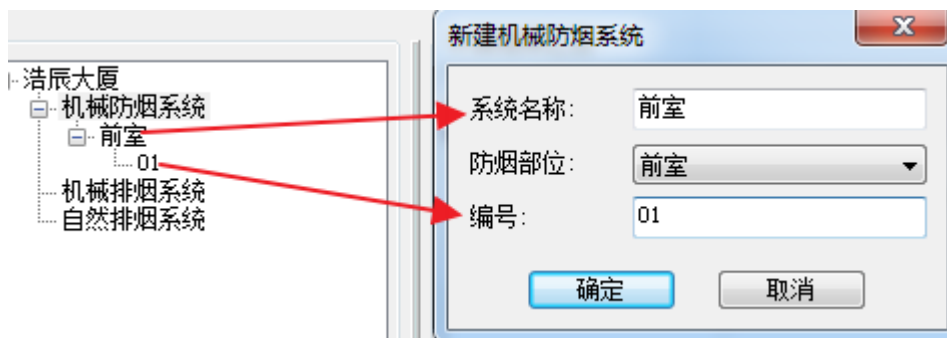 浩辰大厦
机械防烟系统
前室
01
机械排烟系统
自然排烟系统
新建机械防烟系统
系统名称: 前室
防烟部位: 前室
编号: 01
确定 取消